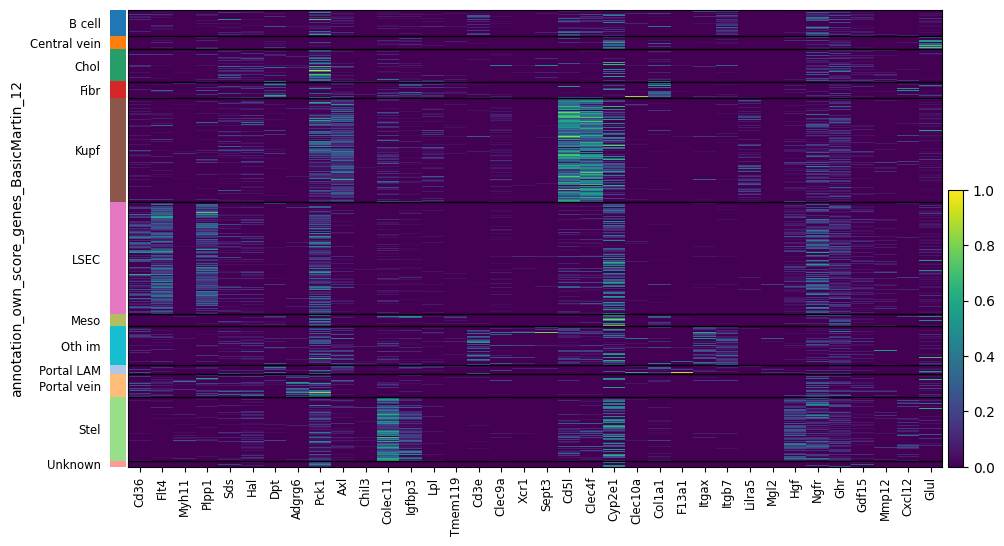 annotation_own_score_genes_BasicMartin_12
B cell
Central vein
Chol
Fibr
Kupf
LSEC
Meso
Oth im
Portal LAM
Portal vein
Stel
Unknown
Cd36
Flt4
Myh11
Plpp1
Sds
Hal
Dpt
Adgrg6
Pck1
Axl
Chil3
Colec11
Igfbp3
Lpl
Tmem119
Cd3e
Clec9a
Xcr1
Sept3
Cd5l
Clec4f
Cyp2e1
Clec10a
Col1a1
F13a1
Itgax
Itgb7
Lilra5
Mgl2
Hgf
Ngfr
Ghr
Gdf15
Mmp12
Cxcl12
Glul
1.0
0.8
0.6
0.4
0.2
0.0